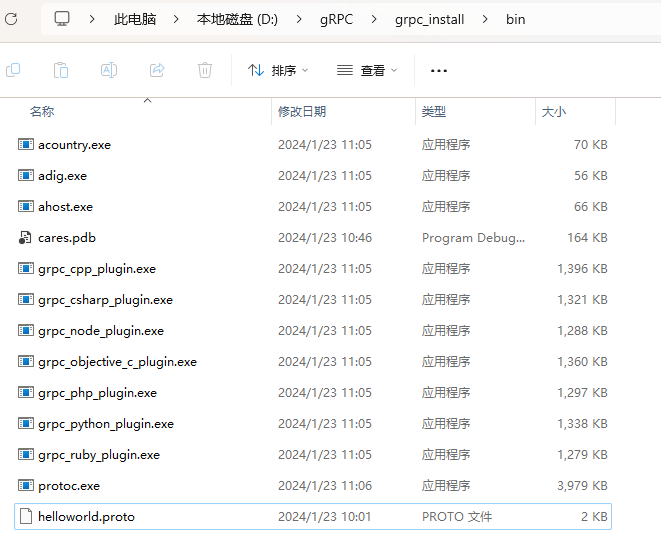 此电脑 > 本地磁盘 (D:) > gRPC > grpc_install > bin
排序 查看
名称 修改日期 类型 大小
acountry.exe 2024/1/23 11:05 应用程序 70 KB
adig.exe 2024/1/23 11:05 应用程序 56 KB
ahost.exe 2024/1/23 11:05 应用程序 66 KB
cares.pdb 2024/1/23 10:46 Program Debug... 164 KB
grpc_cpp_plugin.exe 2024/1/23 11:05 应用程序 1,396 KB
grpc_csharp_plugin.exe 2024/1/23 11:05 应用程序 1,321 KB
grpc_node_plugin.exe 2024/1/23 11:05 应用程序 1,288 KB
grpc_objective_c_plugin.exe 2024/1/23 11:05 应用程序 1,360 KB
grpc_php_plugin.exe 2024/1/23 11:05 应用程序 1,297 KB
grpc_python_plugin.exe 2024/1/23 11:05 应用程序 1,338 KB
grpc_ruby_plugin.exe 2024/1/23 11:05 应用程序 1,279 KB
protoc.exe 2024/1/23 11:06 应用程序 3,979 KB
helloworld.proto 2024/1/23 10:01 PROTO 文件 2 KB